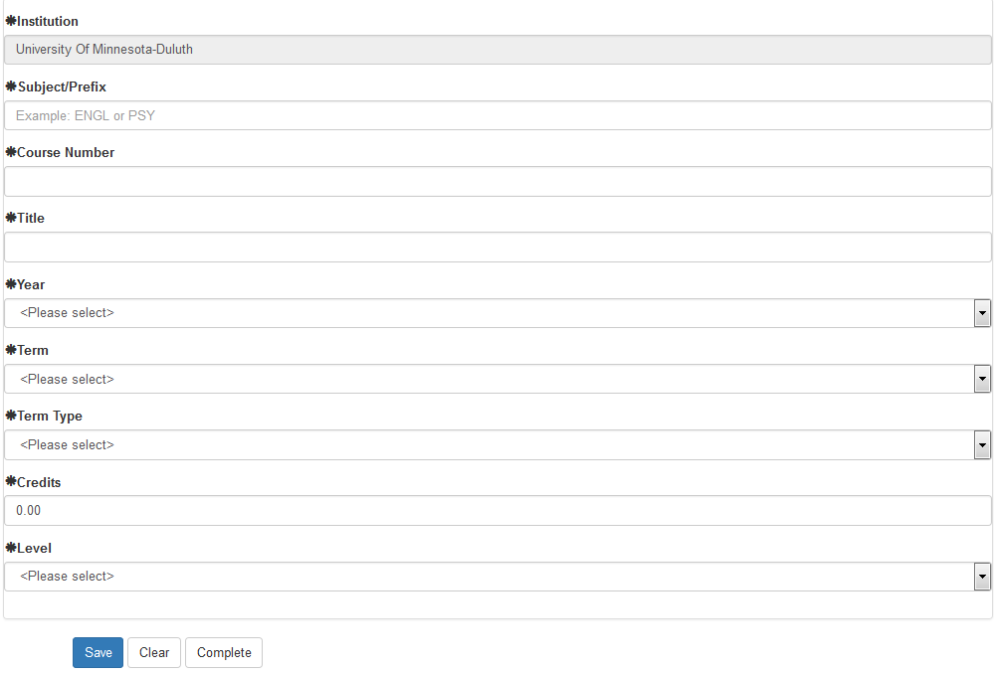 ✱Institution
University Of Minnesota-Duluth
✱Subject/Prefix
Example: ENGL or PSY
✱Course Number
✱Title
✱Year
<Please select>
✱Term
<Please select>
✱Term Type
<Please select>
✱Credits
0.00
✱Level
<Please select>
Save Clear Complete